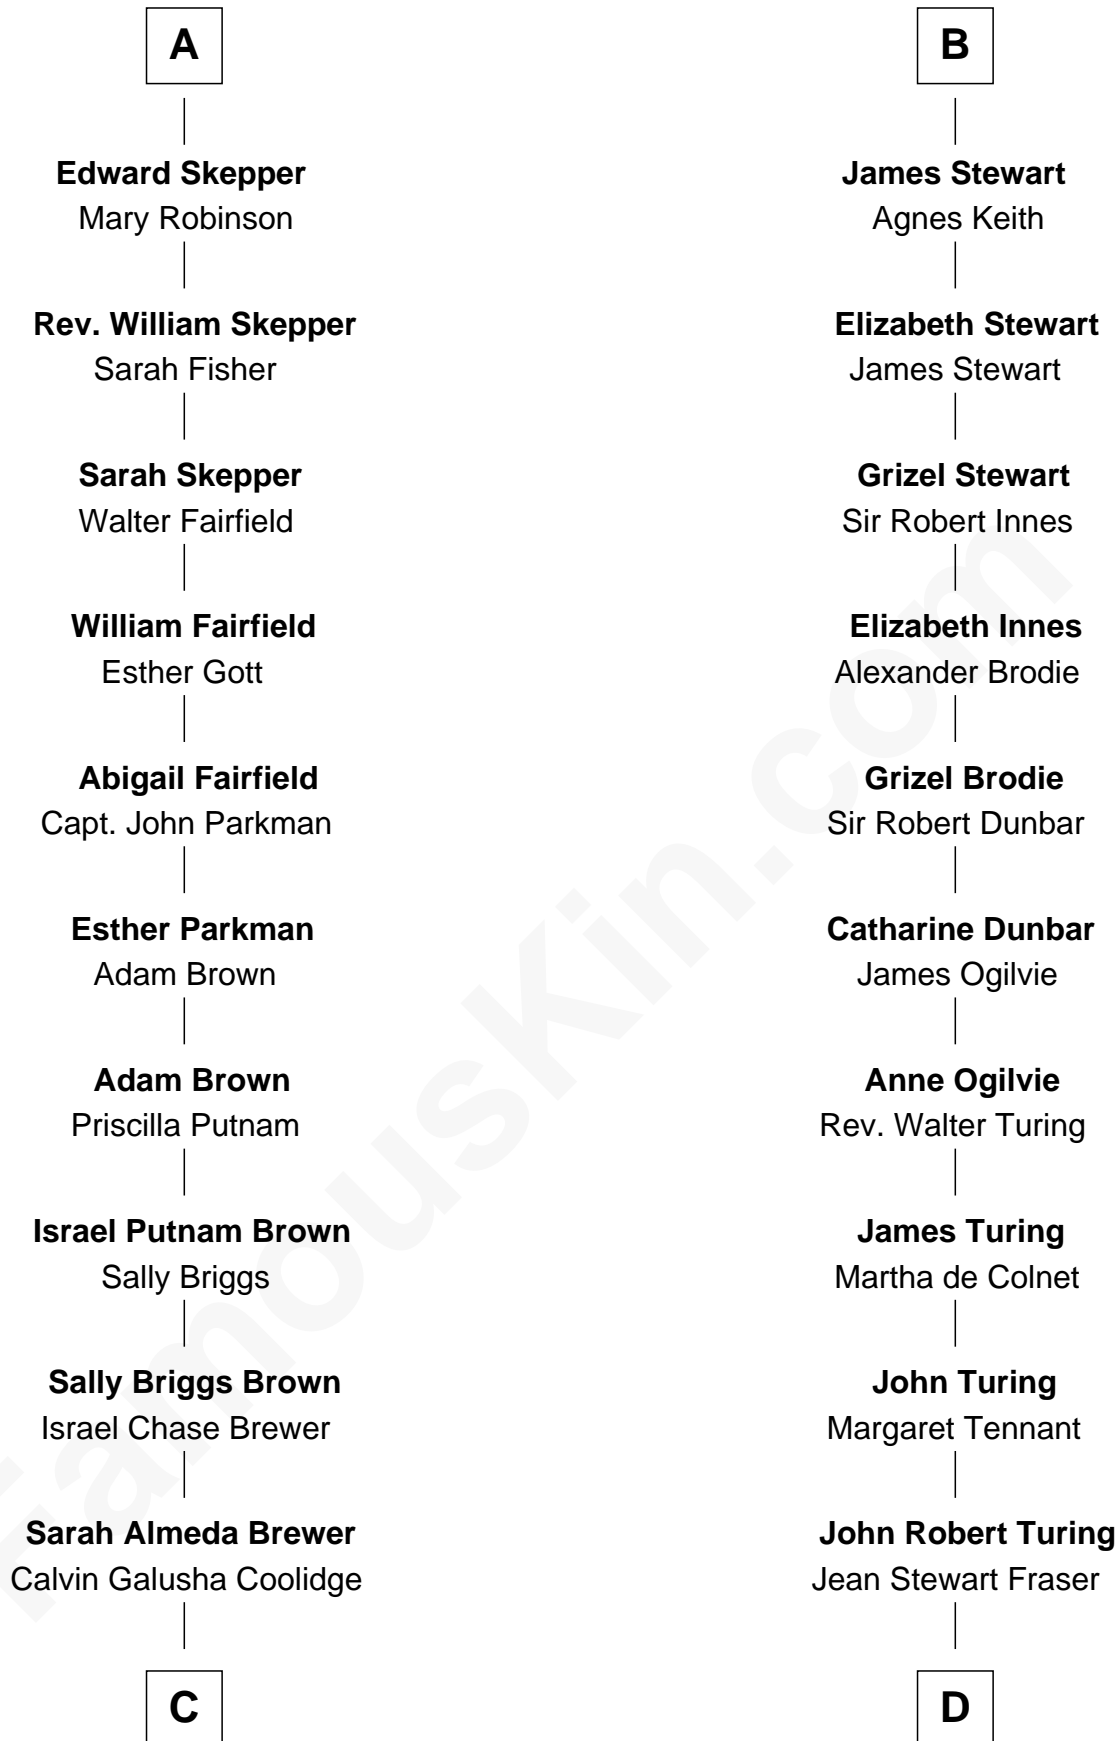 A
Edward Skepper
Mary Robinson
Rev. William Skepper
Sarah Fisher
Sarah Skepper
Walter Fairfield
William Fairfield
Esther Gott
Abigail Fairfield
Capt. John Parkman
Esther Parkman
Adam Brown
Adam Brown
Priscilla Putnam
Israel Putnam Brown
Sally Briggs
Sally Briggs Brown
Israel Chase Brewer
Sarah Almeda Brewer
Calvin Galusha Coolidge
C
B
James Stewart
Agnes Keith
Elizabeth Stewart
James Stewart
Grizel Stewart
Sir Robert Innes
Elizabeth Innes
Alexander Brodie
Grizel Brodie
Sir Robert Dunbar
Catharine Dunbar
James Ogilvie
Anne Ogilvie
Rev. Walter Turing
James Turing
Martha de Colnet
John Turing
Margaret Tennant
John Robert Turing
Jean Stewart Fraser
D
FamousKin.com